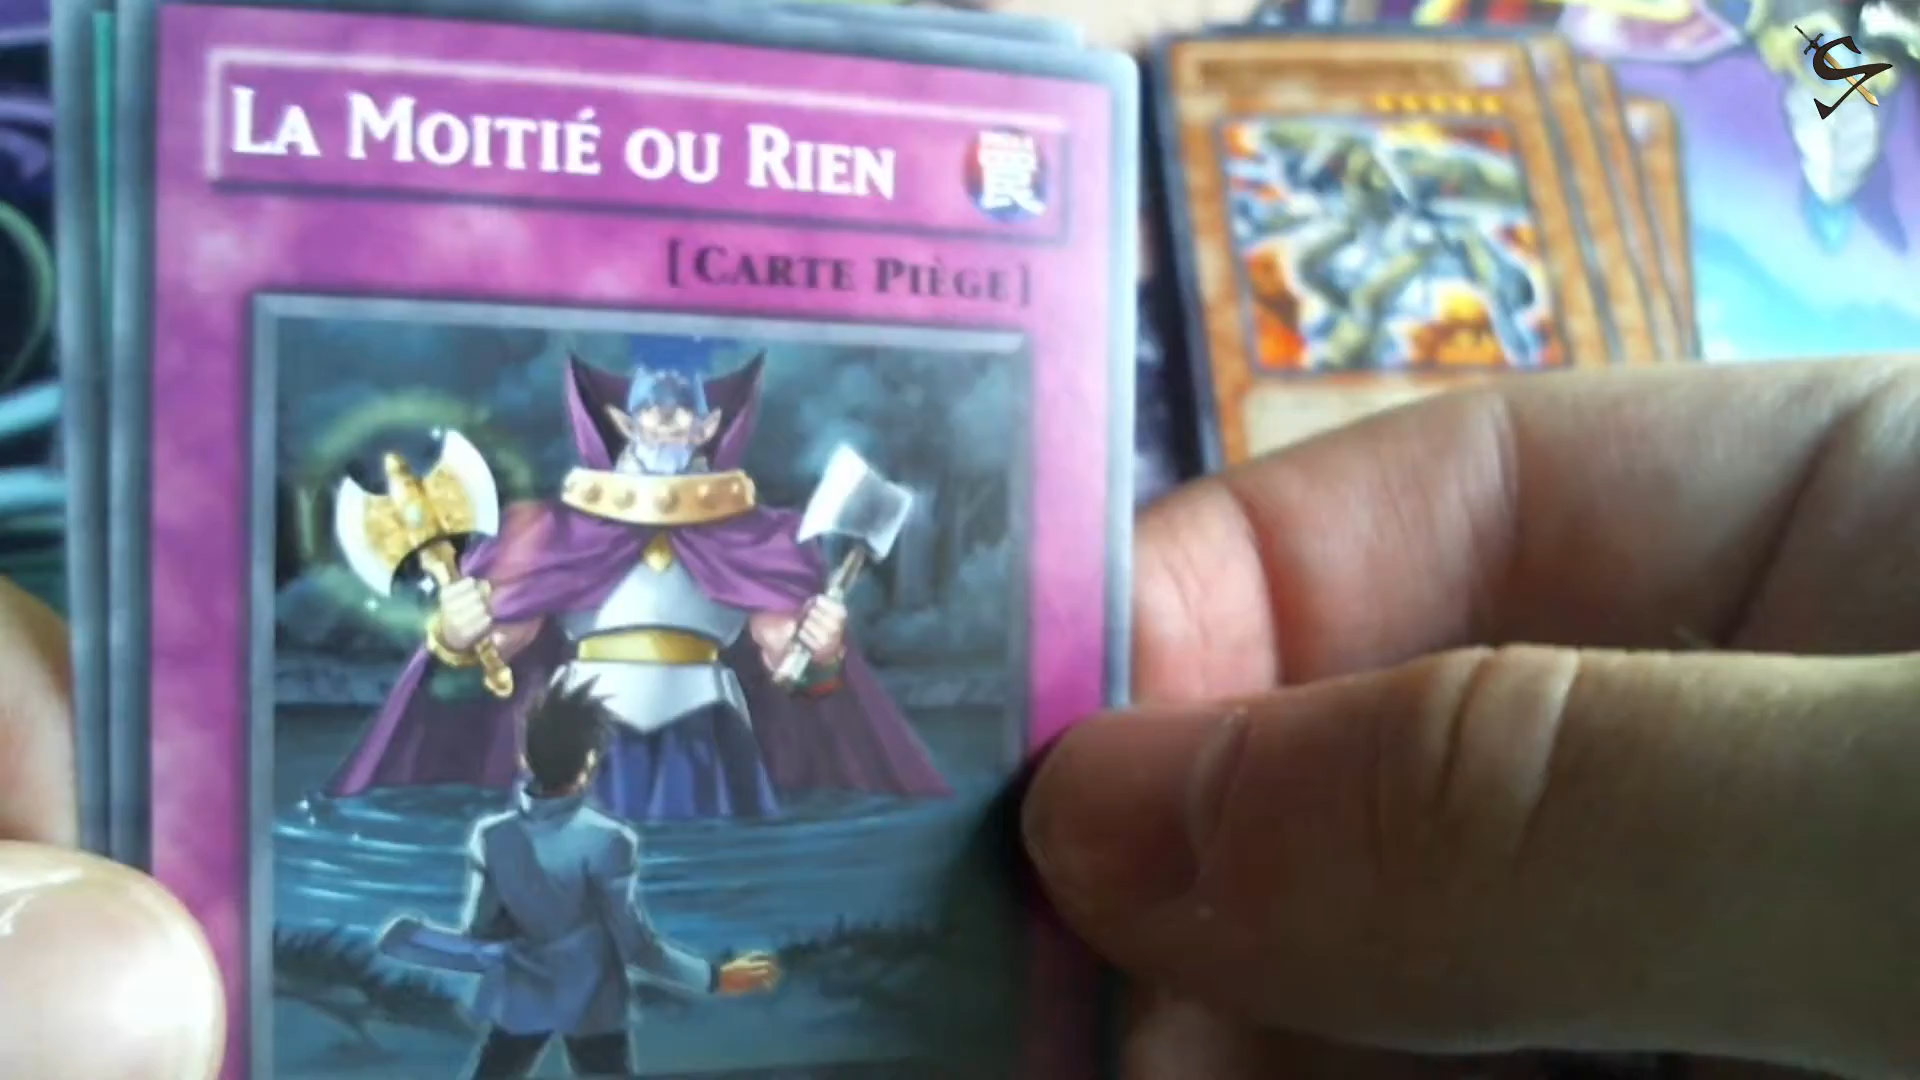 La Moitié ou Rien
罠
[Carte Piège]